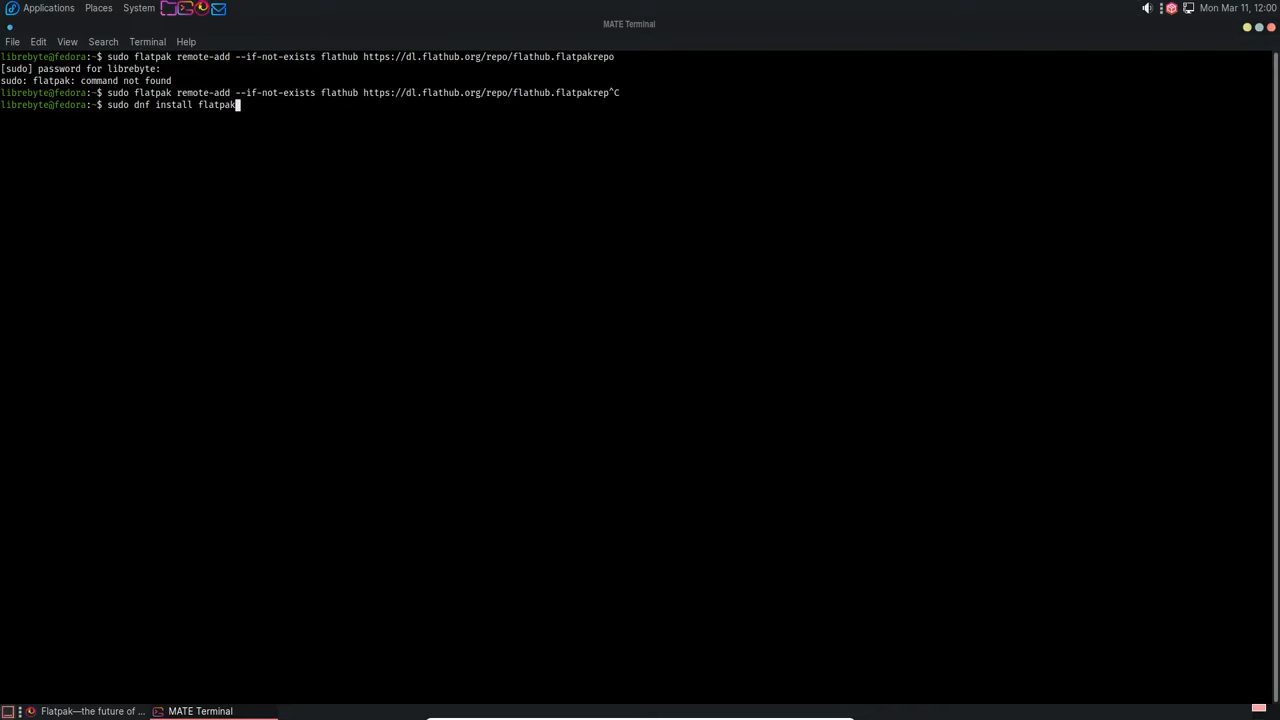 Applications Places System Mon Mar 11, 12:00
MATE Terminal
File Edit View Search Terminal Help
librebyte@fedora:~$ sudo flatpak remote-add --if-not-exists flathub https://dl.flathub.org/repo/flathub.flatpakrepo
[sudo] password for librebyte:
sudo: flatpak: command not found
librebyte@fedora:~$ sudo flatpak remote-add --if-not-exists flathub https://dl.flathub.org/repo/flathub.flatpakrep^C
librebyte@fedora:~$ sudo dnf install flatpak
Flatpak—the future of ... MATE Terminal